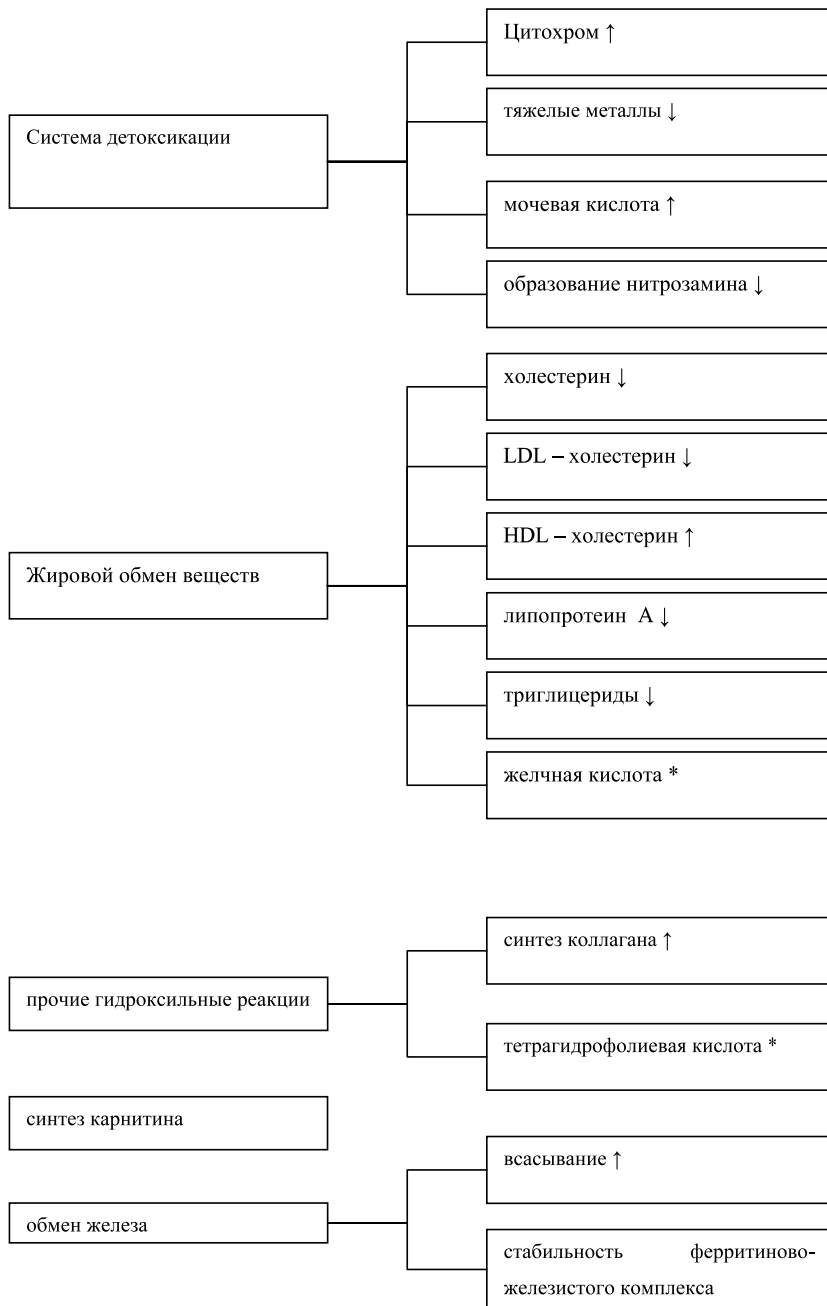 Система детоксикации
Цитохром ↑
тяжелые металлы ↓
мочевая кислота ↑
образование нитрозамина ↓
Жировой обмен веществ
холестерин ↓
LDL – холестерин ↓
HDL – холестерин ↑
липопротеин А ↓
триглицериды ↓
желчная кислота *
прочие гидроксильные реакции
синтез коллагана ↑
тетрагидрофолиевая кислота *
синтез карнитина
обмен железа
всасывание ↑
стабильность ферритиново-
железистого комплекса